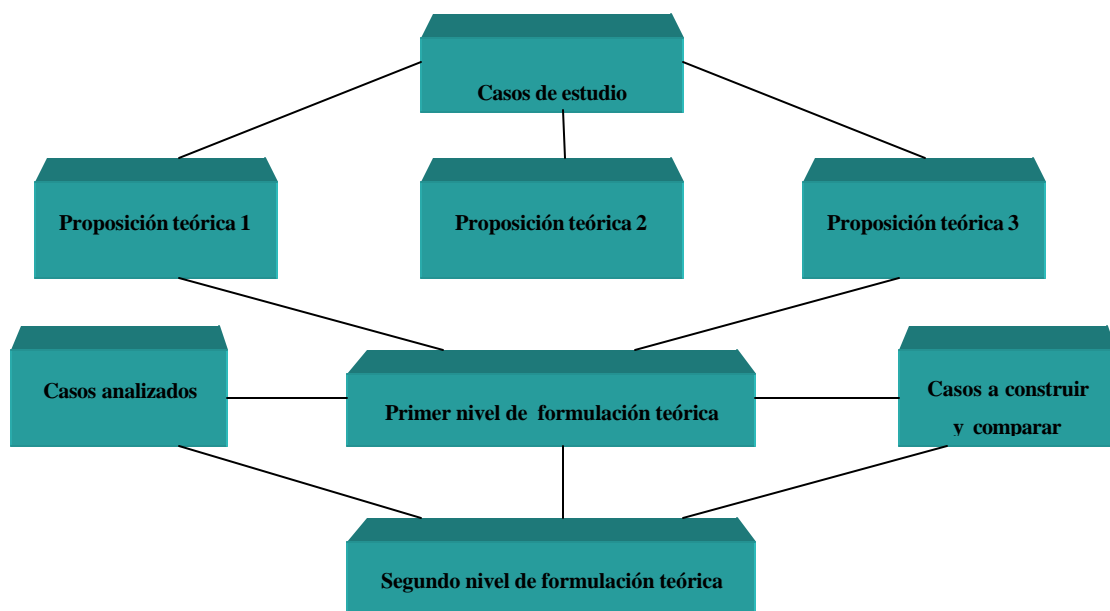 Casos de estudio
Proposición teórica 1
Proposición teórica 2
Proposición teórica 3
Casos analizados
Primer nivel de formulación teórica
Casos a construir
y comparar
Segundo nivel de formulación teórica